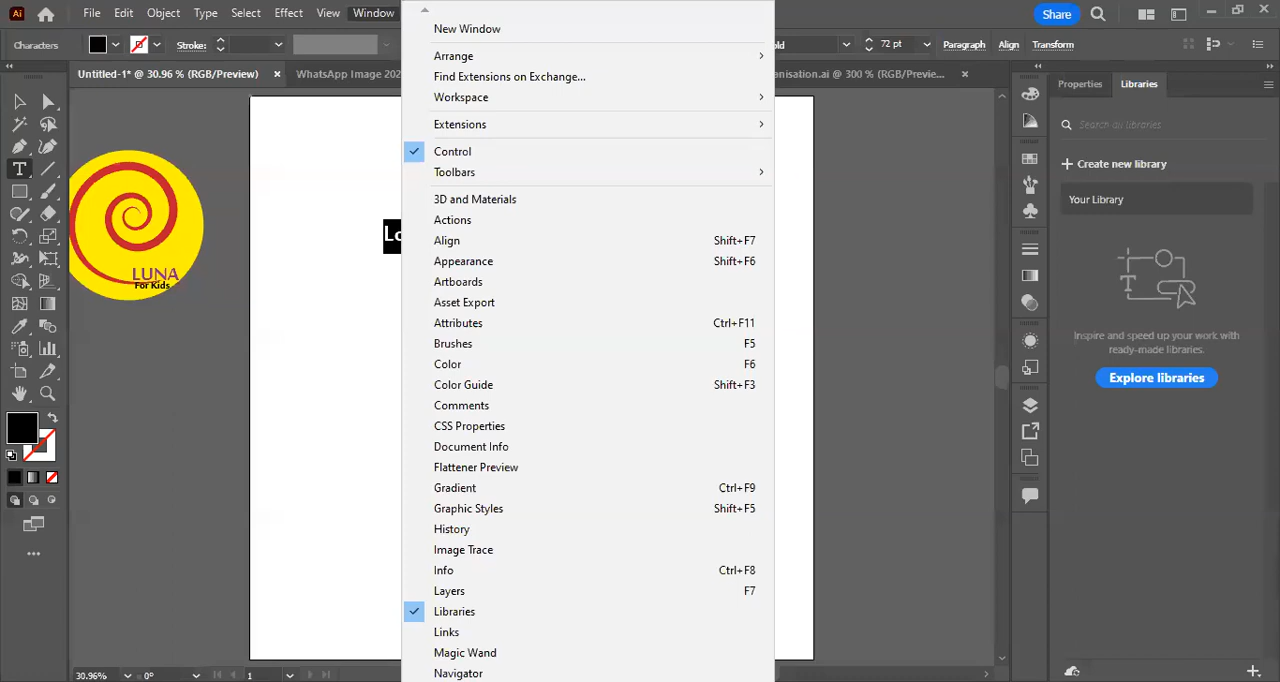 Ai File Edit Object Type Select Effect View Window Share
Characters Stroke: 72 pt Paragraph Align Transform
Untitled-1* @ 30.96 % (RGB/Preview) × WhatsApp Image 202 anisation.ai @ 300 % (RGB/Preview... ×
New Window
Arrange
Find Extensions on Exchange...
Workspace
Extensions
Control
Toolbars
3D and Materials
Actions
Align Shift+F7
Appearance Shift+F6
Artboards
Asset Export
Attributes Ctrl+F11
Brushes F5
Color F6
Color Guide Shift+F3
Comments
CSS Properties
Document Info
Flattener Preview
Gradient Ctrl+F9
Graphic Styles Shift+F5
History
Image Trace
Info Ctrl+F8
Layers F7
Libraries
Links
Magic Wand
Navigator
LUNA
For Kids
Lo
Properties Libraries
Search all libraries
+ Create new library
Your Library
Inspire and speed up your work with
ready-made libraries.
Explore libraries
30.96% 0° 1